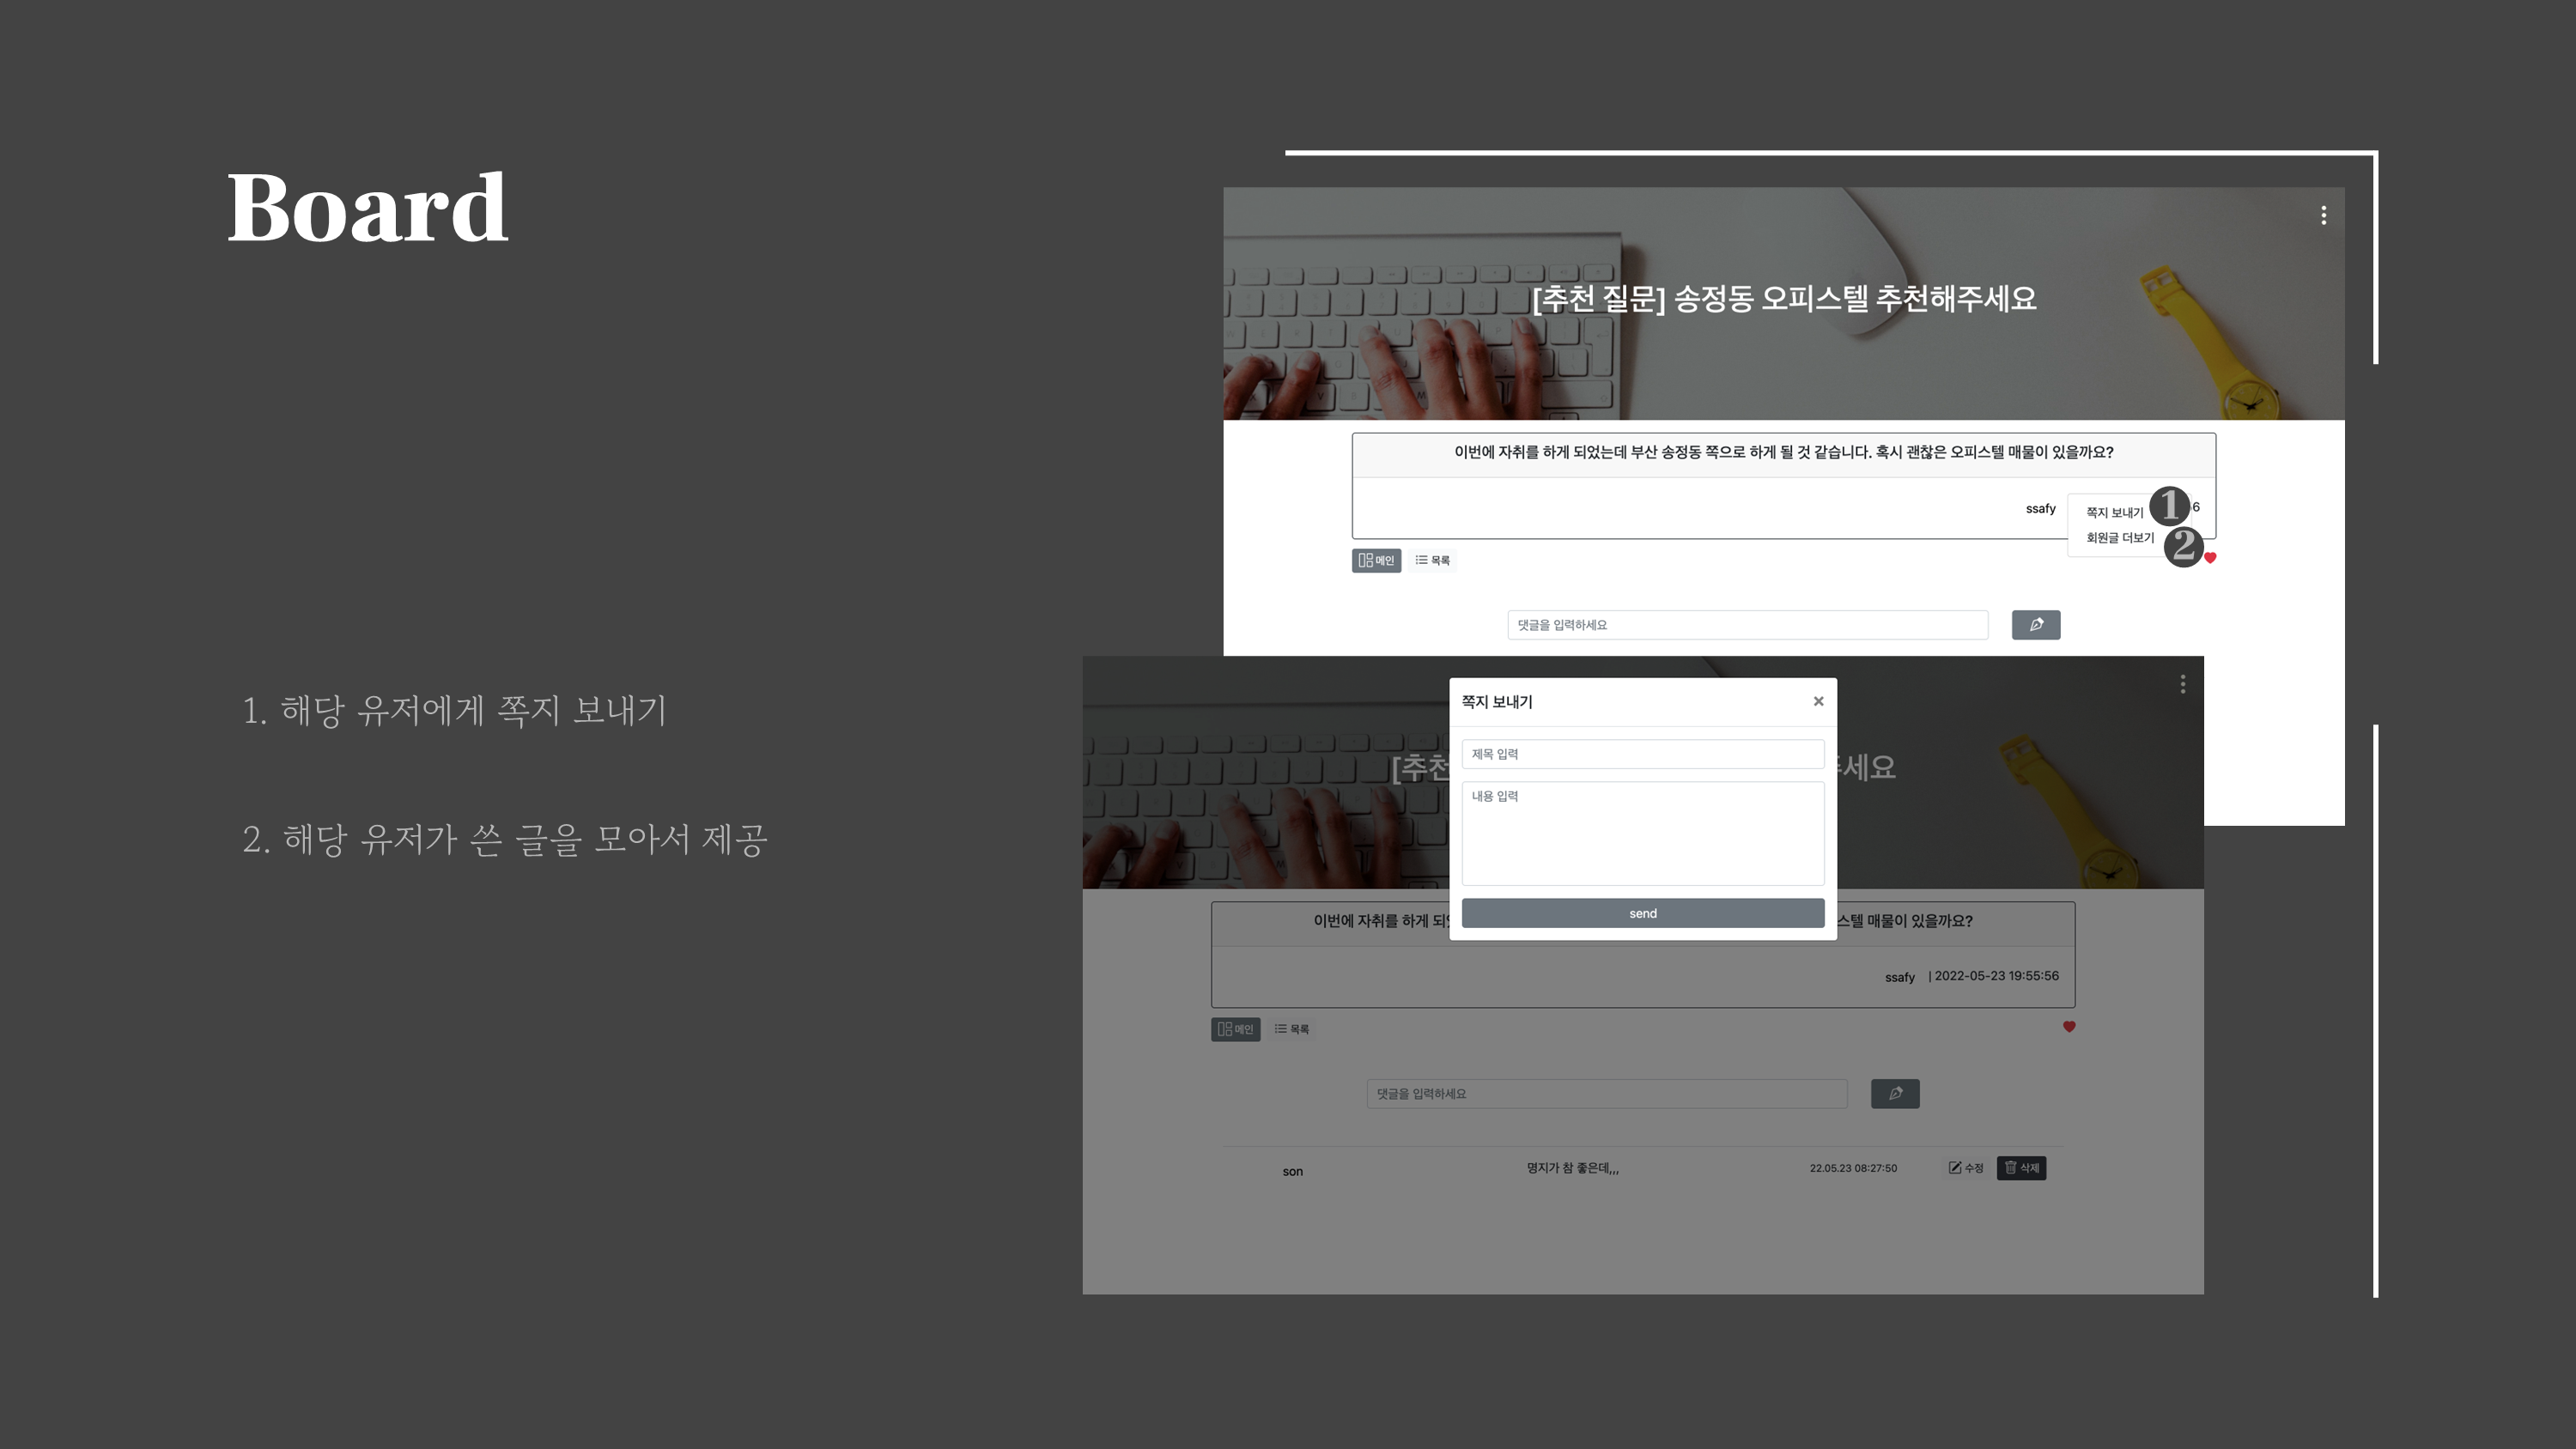 Board
1. 해당 유저에게 쪽지 보내기
2. 해당 유저가 쓴 글을 모아서 제공
[추천 질문] 송정동 오피스텔 추천해주세요
이번에 자취를 하게 되었는데 부산 송정동 쪽으로 하게 될 것 같습니다. 혹시 괜찮은 오피스텔 매물이 있을까요?
ssafy 쪽지 보내기 1 6
회원글 더보기 2
메인 목록
댓글을 입력하세요
쪽지 보내기 ×
제목 입력
[추천 세요
내용 입력
send
이번에 자취를 하게 되 스텔 매물이 있을까요?
ssafy | 2022-05-23 19:55:56
메인 목록
댓글을 입력하세요
son 명지가 참 좋은데,,, 22.05.23 08:27:50 수정 삭제